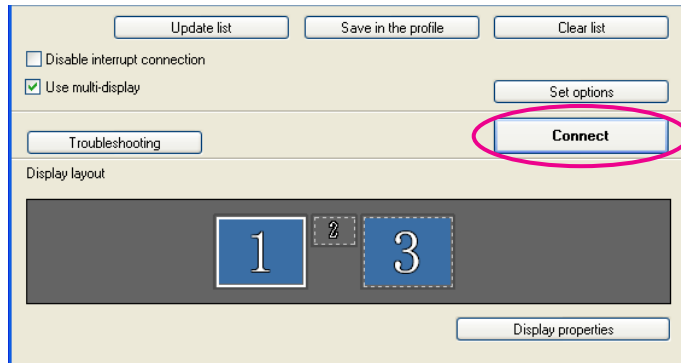 Update list Save in the profile Clear list
Disable interrupt connection
Use multi-display
Set options
Connect
Troubleshooting
Display layout
1 2 3
Display properties